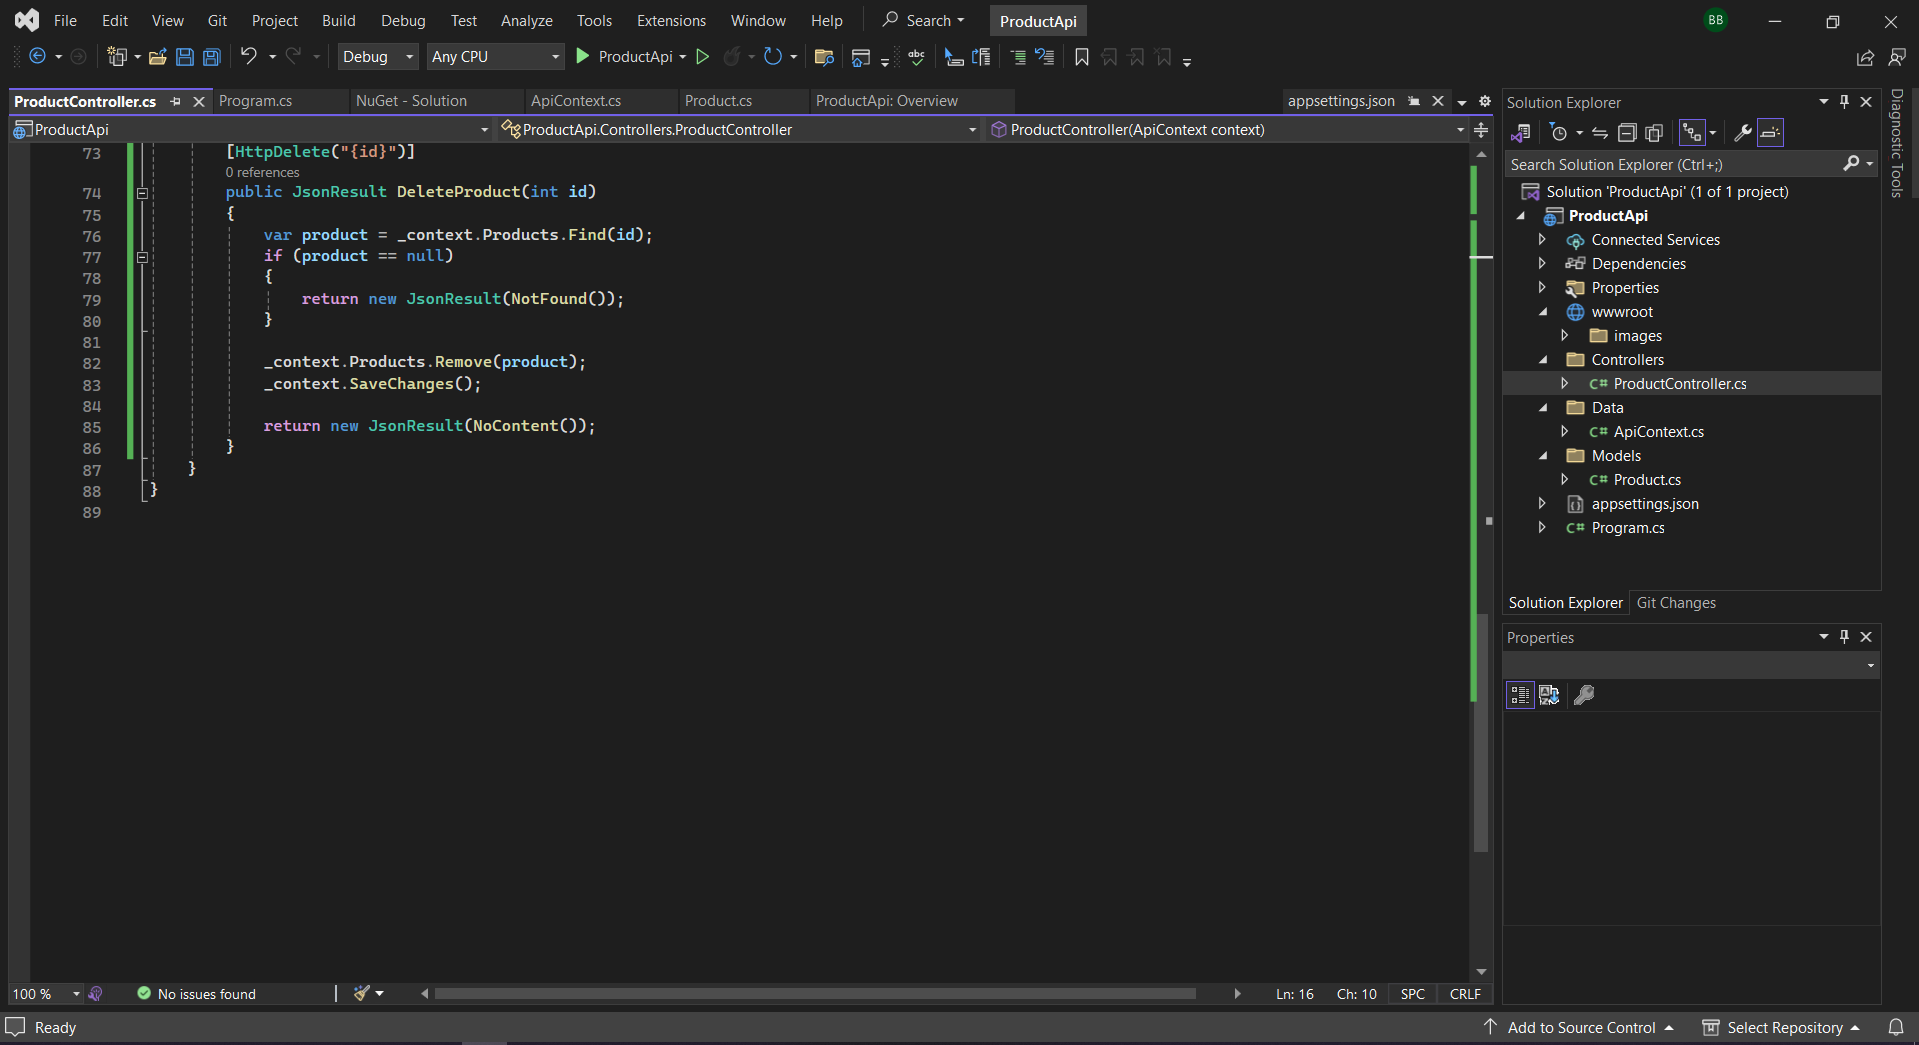 File Edit View Git Project Build Debug Test Analyze Tools Extensions Window Help Search ProductApi BB
Debug Any CPU ProductApi abc
ProductController.cs Program.cs NuGet - Solution ApiContext.cs Product.cs ProductApi: Overview appsettings.json
ProductApi ProductApi.Controllers.ProductController ProductController(ApiContext context)
73 [HttpDelete("{id}")]
0 references
74 public JsonResult DeleteProduct(int id)
75 {
76 var product = _context.Products.Find(id);
77 if (product == null)
78 {
79 return new JsonResult(NotFound());
80 }
81
82 _context.Products.Remove(product);
83 _context.SaveChanges();
84
85 return new JsonResult(NoContent());
86 }
87 }
88 }
89
100 % No issues found Ln: 16 Ch: 10 SPC CRLF
Solution Explorer
Search Solution Explorer (Ctrl+;)
Solution 'ProductApi' (1 of 1 project)
ProductApi
Connected Services
Dependencies
Properties
wwwroot
images
Controllers
C# ProductController.cs
Data
C# ApiContext.cs
Models
C# Product.cs
appsettings.json
C# Program.cs
Solution Explorer Git Changes
Properties
Diagnostic Tools
Ready Add to Source Control Select Repository